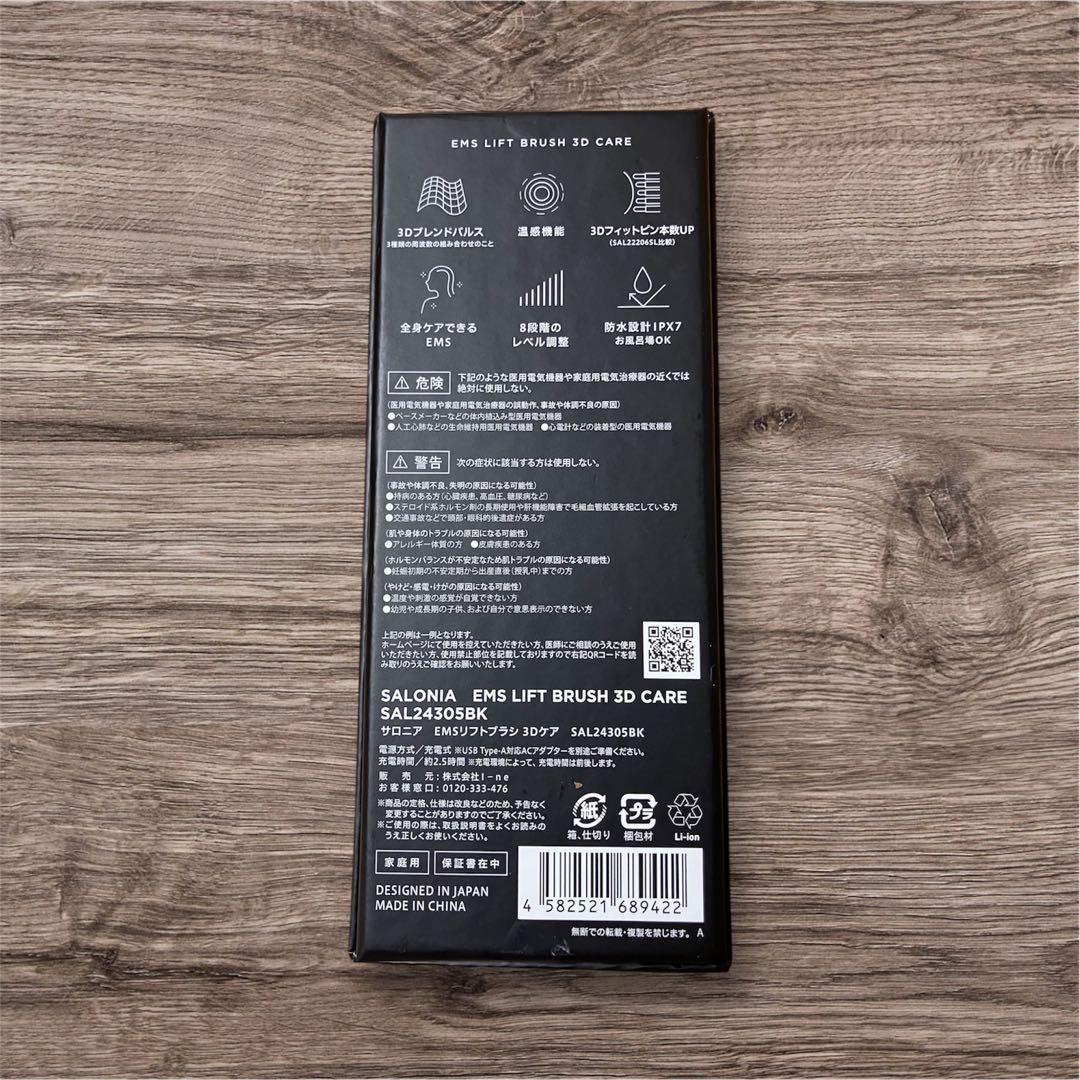 EMS LIFT BRUSH 3D CARE
3Dブレンドパルス
3種類の周波数の組み合わせのこと
温感機能
3Dフィットピン本数UP
(SAL22206SL比較)
全身ケアできる
EMS
8段階の
レベル調整
防水設計IPX7
お風呂場OK
危険 下記のような医用電気機器や家庭用電気治療器の近くでは
絶対に使用しない。
(医用電気機器や家庭用電気治療器の誤動作、事故や体調不良の原因)
●ペースメーカーなどの体内植込み型医用電気機器
●人工心肺などの生命維持用医用電気機器 ●心電計などの装着型の医用電気機器
警告 次の症状に該当する方は使用しない。
(事故や体調不良、失明の原因になる可能性)
●持病のある方(心臓疾患、高血圧、糖尿病など)
●ステロイド系ホルモン剤の長期使用や肝機能障害で毛細血管拡張を起こしている方
●交通事故などで頭部・眼科的後遺症がある方
(肌や身体のトラブルの原因になる可能性)
●アレルギー体質の方 ●皮膚疾患のある方
(ホルモンバランスが不安定なため肌トラブルの原因になる可能性)
●妊娠初期の不安定期から出産直後(授乳中)までの方
(やけど・感電・けがの原因になる可能性)
●温度や刺激の感覚が自覚できない方
●幼児や成長期の子供、および自分で意思表示のできない方
上記の例は一例となります。
ホームページにて使用を控えていただきたい方、医師にご相談のうえご使用
いただきたい方、使用禁止部位を記載しておりますので右記QRコードを読
み取りのうえご確認をお願いいたします。
SALONIA EMS LIFT BRUSH 3D CARE
SAL24305BK
サロニア EMSリフトブラシ 3Dケア SAL24305BK
電源方式/充電式 ※USB Type-A対応ACアダプターを別途ご準備ください。
充電時間/約2.5時間 ※充電環境によって、充電時間は前後します。
販売元:株式会社I-ne
お客様窓口:0120-333-476
※商品の定格、仕様は改良などのため、予告なく
変更することがありますのでご了承ください。
※ご使用の際は、取扱説明書をよくお読みの
うえ正しくお使いください。
紙
箱、仕切り
プラ
梱包材
Li-ion
家庭用 保証書在中
DESIGNED IN JAPAN
MADE IN CHINA
4 582521 689422
無断での転載・複製を禁じます。 A